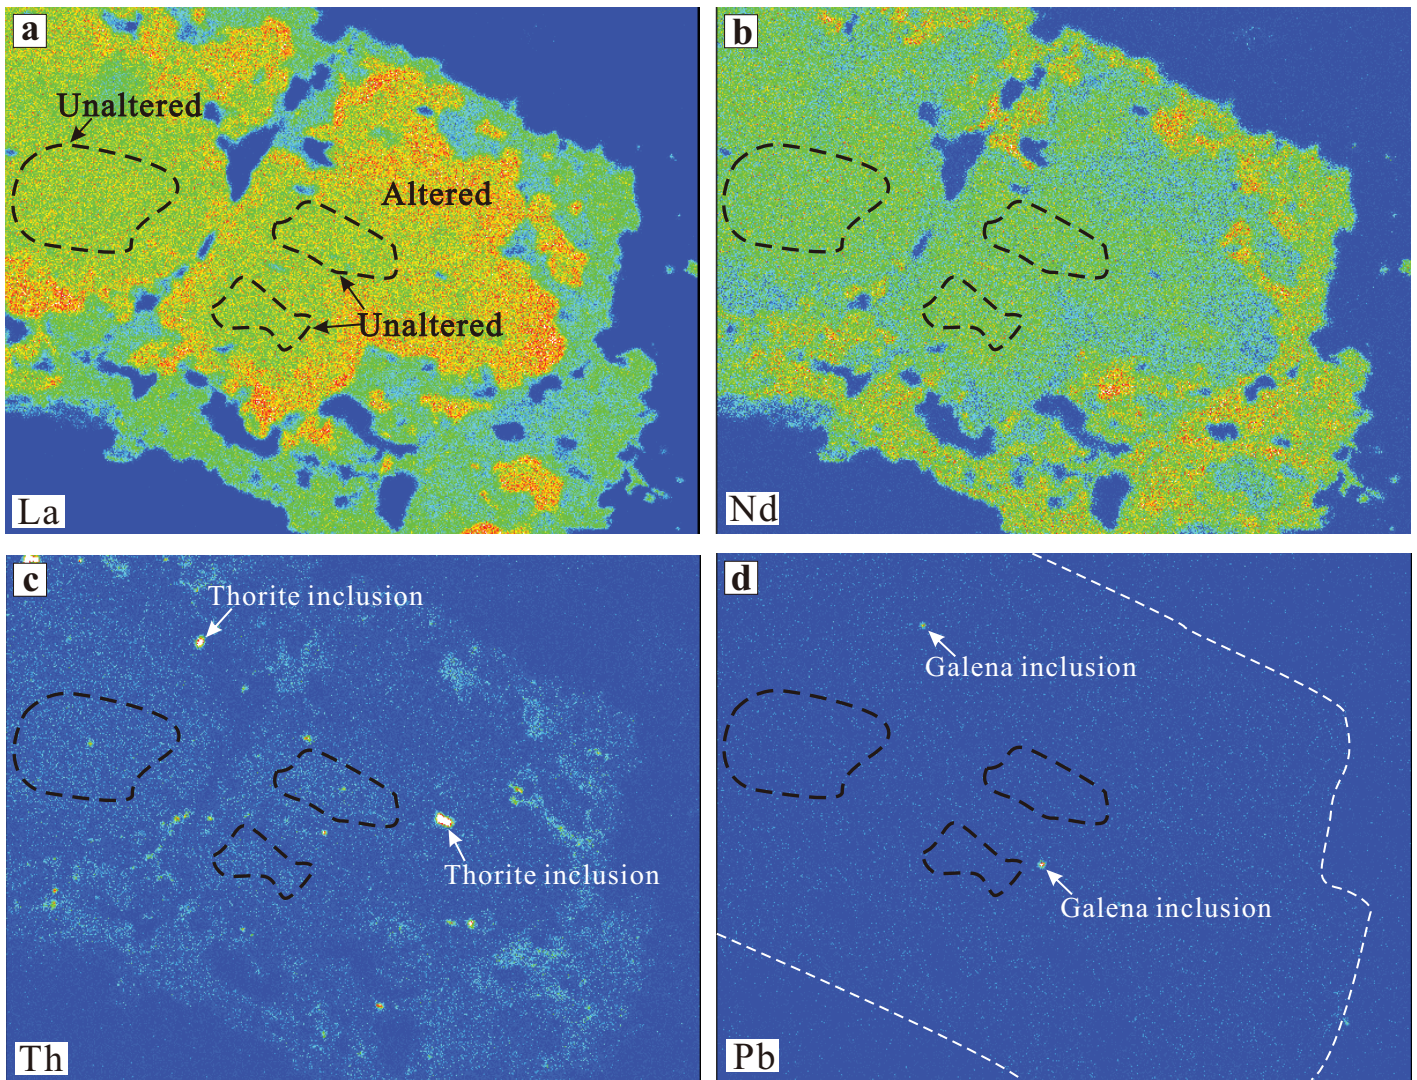 a
Unaltered
Altered
Unaltered
La
b
Nd
c
Thorite inclusion
Thorite inclusion
Th
d
Galena inclusion
Galena inclusion
Pb